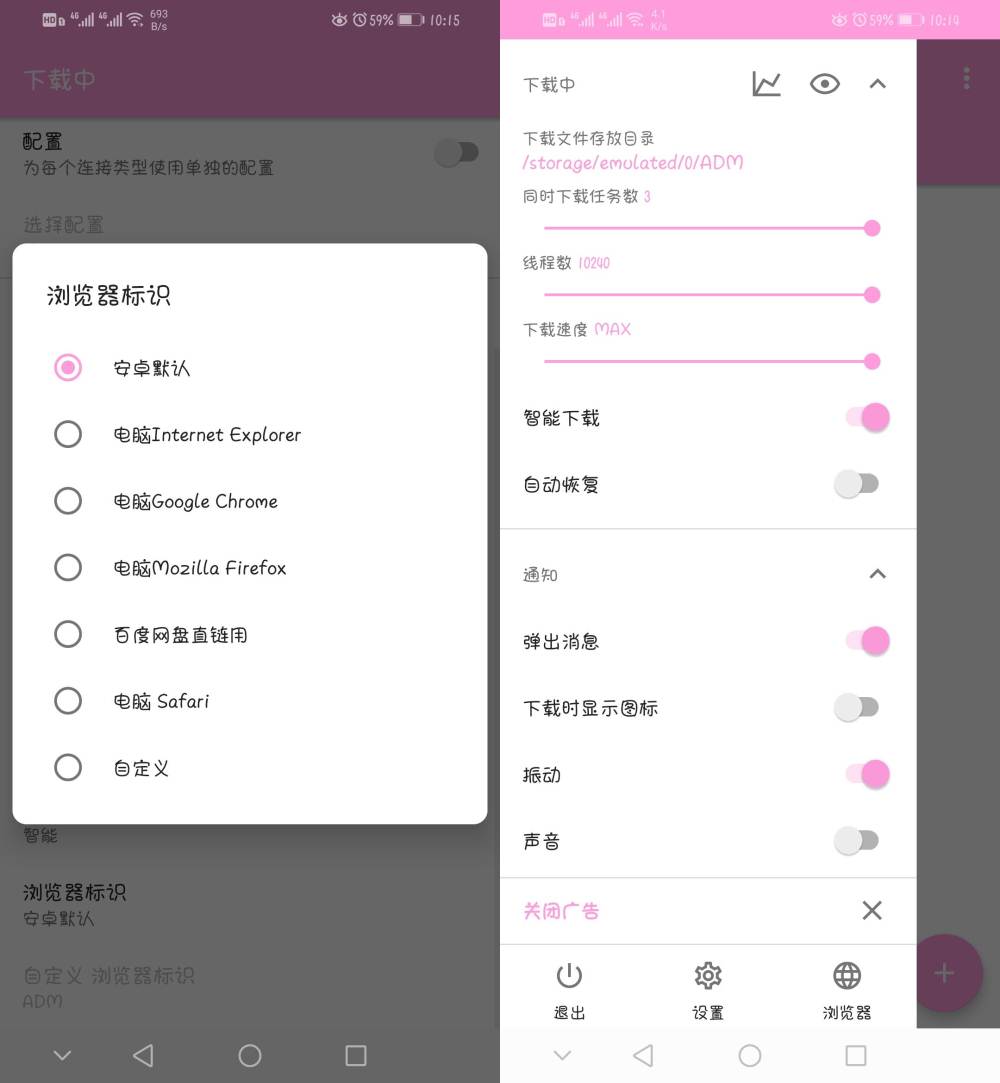 HD 4G 4G 693 B/s 59% 10:15
下载中
配置
为每个连接类型使用单独的配置
选择配置
浏览器标识
安卓默认
电脑Internet Explorer
电脑Google Chrome
电脑Mozilla Firefox
百度网盘直链用
电脑 Safari
自定义
智能
浏览器标识
安卓默认
自定义 浏览器标识
ADM
HD 4G 4G 4.1 K/s 59% 10:14
下载中
下载文件存放目录
/storage/emulated/0/ADM
同时下载任务数 3
线程数 10240
下载速度 MAX
智能下载
自动恢复
通知
弹出消息
下载时显示图标
振动
声音
关闭广告
退出
设置
浏览器